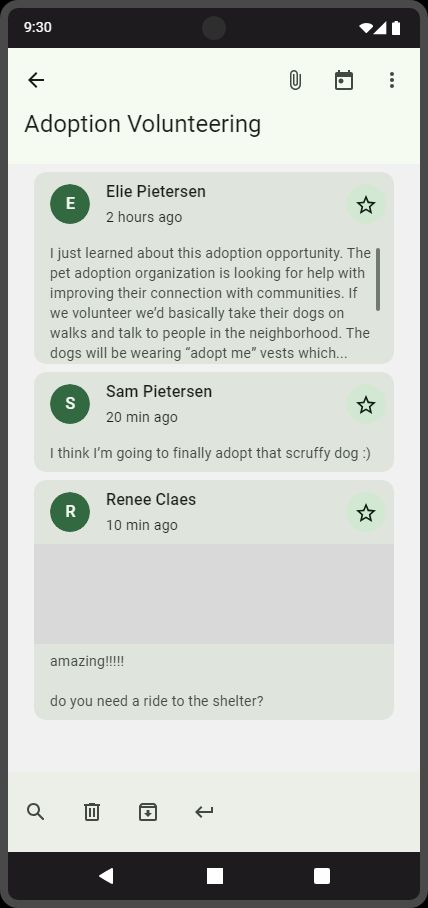 9:30
Adoption Volunteering
E
Elie Pietersen
2 hours ago
I just learned about this adoption opportunity. The
pet adoption organization is looking for help with
improving their connection with communities. If
we volunteer we’d basically take their dogs on
walks and talk to people in the neighborhood. The
dogs will be wearing “adopt me” vests which...
S
Sam Pietersen
20 min ago
I think I’m going to finally adopt that scruffy dog :)
R
Renee Claes
10 min ago
amazing!!!!!
do you need a ride to the shelter?